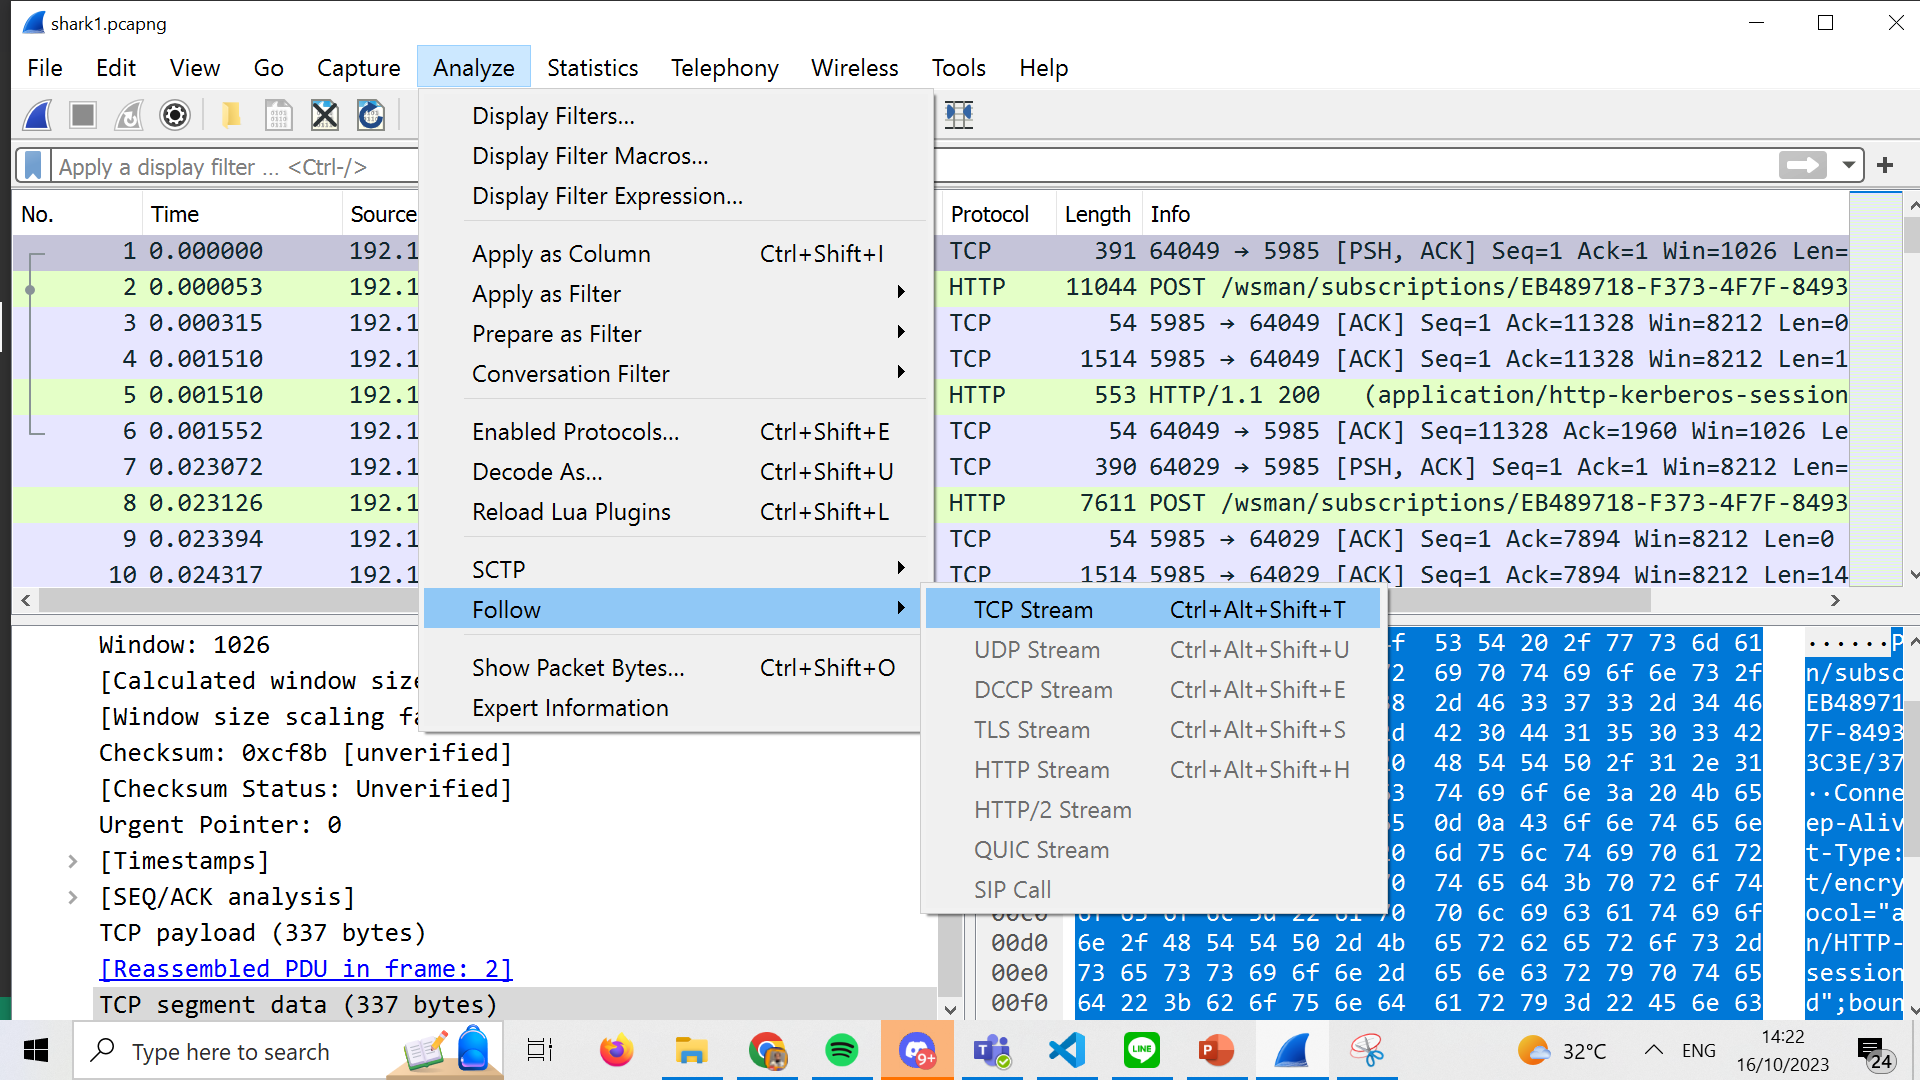 shark1.pcapng
File Edit View Go Capture Analyze Statistics Telephony Wireless Tools Help
Apply a display filter ... <Ctrl-/>
Display Filters...
Display Filter Macros...
Display Filter Expression...
Apply as Column Ctrl+Shift+I
Apply as Filter
Prepare as Filter
Conversation Filter
Enabled Protocols... Ctrl+Shift+E
Decode As... Ctrl+Shift+U
Reload Lua Plugins Ctrl+Shift+L
SCTP
Follow
Show Packet Bytes... Ctrl+Shift+O
Expert Information
TCP Stream Ctrl+Alt+Shift+T
UDP Stream Ctrl+Alt+Shift+U
DCCP Stream Ctrl+Alt+Shift+E
TLS Stream Ctrl+Alt+Shift+S
HTTP Stream Ctrl+Alt+Shift+H
HTTP/2 Stream
QUIC Stream
SIP Call
No. Time Source Protocol Length Info
1 0.000000 192.1 TCP 391 64049 → 5985 [PSH, ACK] Seq=1 Ack=1 Win=1026 Len=
2 0.000053 192.1 HTTP 11044 POST /wsman/subscriptions/EB489718-F373-4F7F-8493
3 0.000315 192.1 TCP 54 5985 → 64049 [ACK] Seq=1 Ack=11328 Win=8212 Len=0
4 0.001510 192.1 TCP 1514 5985 → 64049 [ACK] Seq=1 Ack=11328 Win=8212 Len=1
5 0.001510 192.1 HTTP 553 HTTP/1.1 200 (application/http-kerberos-session
6 0.001552 192.1 TCP 54 64049 → 5985 [ACK] Seq=11328 Ack=1960 Win=1026 Le
7 0.023072 192.1 TCP 390 64029 → 5985 [PSH, ACK] Seq=1 Ack=1 Win=8212 Len=
8 0.023126 192.1 HTTP 7611 POST /wsman/subscriptions/EB489718-F373-4F7F-8493
9 0.023394 192.1 TCP 54 5985 → 64029 [ACK] Seq=1 Ack=7894 Win=8212 Len=0
10 0.024317 192.1 TCP 1514 5985 → 64029 [ACK] Seq=1 Ack=7894 Win=8212 Len=14
Window: 1026
[Calculated window size
[Window size scaling fa
Checksum: 0xcf8b [unverified]
[Checksum Status: Unverified]
Urgent Pointer: 0
[Timestamps]
[SEQ/ACK analysis]
TCP payload (337 bytes)
[Reassembled PDU in frame: 2]
TCP segment data (337 bytes)
53 54 20 2f 77 73 6d 61 ······P
69 70 74 69 6f 6e 73 2f n/subsc
2d 46 33 37 33 2d 34 46 EB48971
42 30 44 31 35 30 33 42 7F-8493
48 54 54 50 2f 31 2e 31 3C3E/37
74 69 6f 6e 3a 20 4b 65 ··Conne
0d 0a 43 6f 6e 74 65 6e ep-Aliv
6d 75 6c 74 69 70 61 72 t-Type:
74 65 64 3b 70 72 6f 74 t/encry
70 6c 69 63 61 74 69 6f ocol="a
00d0 6e 2f 48 54 54 50 2d 4b 65 72 62 65 72 6f 73 2d n/HTTP-
00e0 73 65 73 73 69 6f 6e 2d 65 6e 63 72 79 70 74 65 session
00f0 64 22 3b 62 6f 75 6e 64 61 72 79 3d 22 45 6e 63 d";boun
Type here to search
9+
LINE
32°C
ENG
14:22
16/10/2023
24